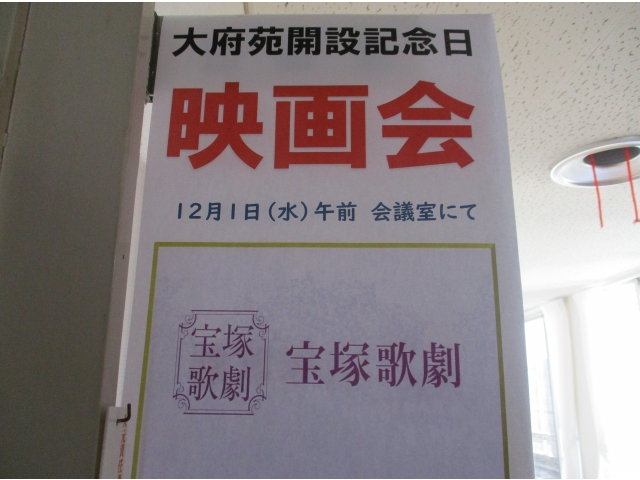 大府苑開設記念日
映画会
12月1日(水)午前 会議室にて
宝塚
歌劇
宝塚歌劇